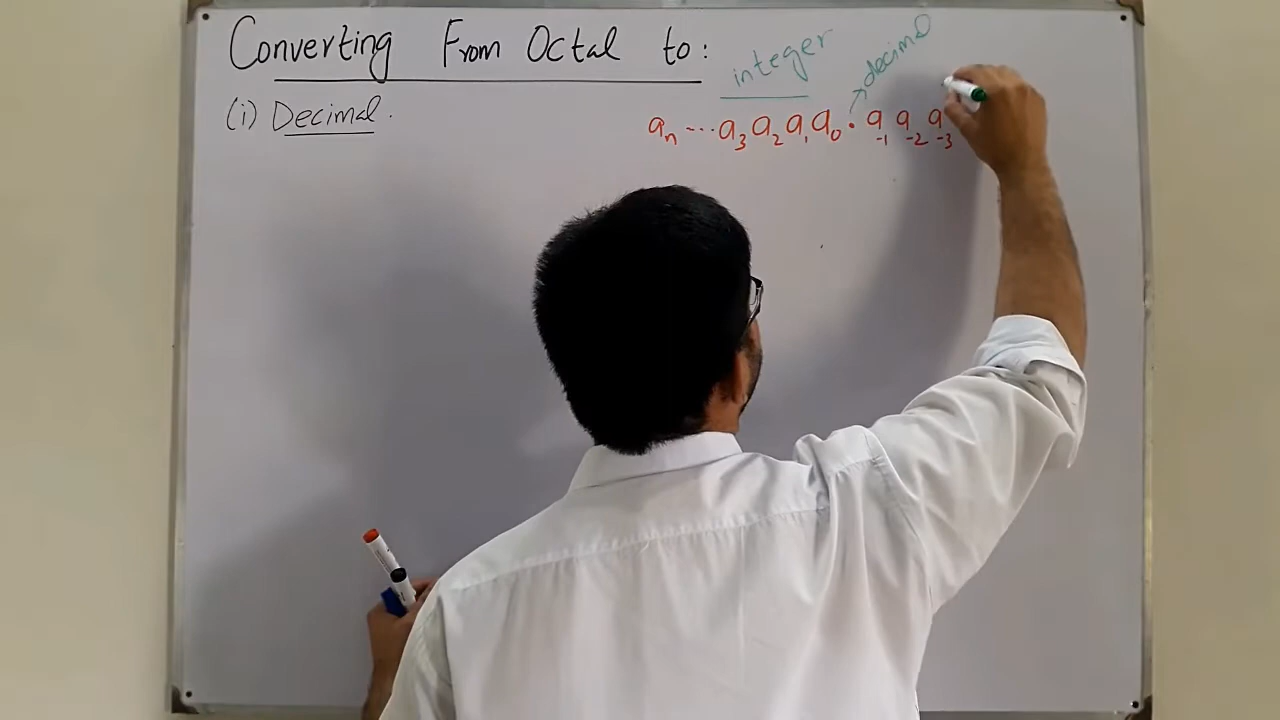 Converting From Octal to:
integer
decimal
(i) Decimal.
aₙ ---- a₃ a₂ a₁ a₀ . a₋₁ a₋₂ a₋₃